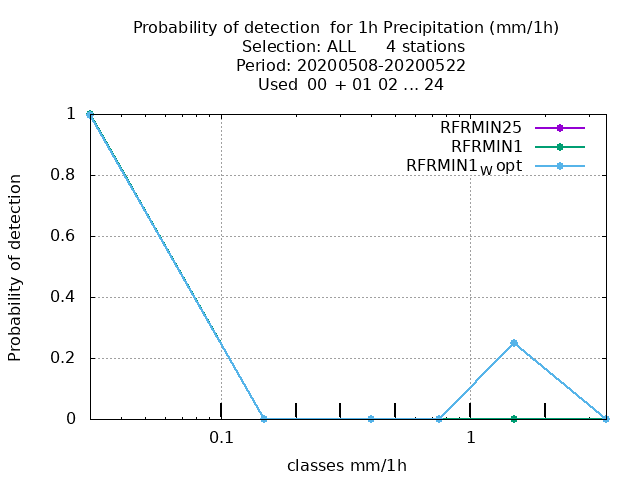 Probability of detection for 1h Precipitation (mm/1h)
Selection: ALL 4 stations
Period: 20200508-20200522
Used 00 + 01 02 ... 24
RFRMIN25
RFRMIN1
RFRMIN1W opt
1
0.8
0.6
0.4
0.2
0
Probability of detection
0.1 1
classes mm/1h